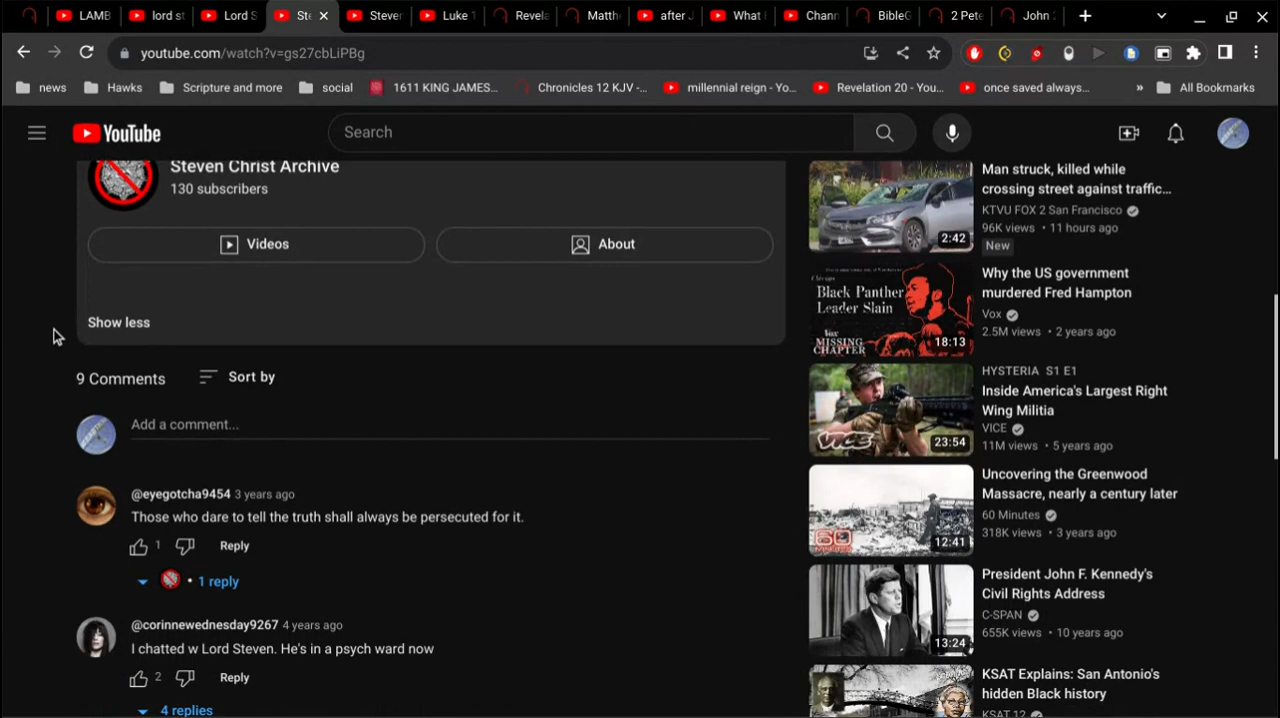 LAMB
lord st
Lord S
Ste
Steven
Luke 1
Revela
Matth
after J
What I
Chann
BibleG
2 Pete
John 2
youtube.com/watch?v=gs27cbLiPBg
news
Hawks
Scripture and more
social
1611 KING JAMES...
Chronicles 12 KJV -...
millennial reign - Yo...
Revelation 20 - You...
once saved always...
»
All Bookmarks
YouTube
Search
Steven Christ Archive
130 subscribers
Videos
About
Show less
9 Comments
Sort by
Add a comment...
@eyegotcha9454 3 years ago
Those who dare to tell the truth shall always be persecuted for it.
1
Reply
• 1 reply
@corinnewednesday9267 4 years ago
I chatted w Lord Steven. He's in a psych ward now
2
Reply
4 replies
2:42
Man struck, killed while
crossing street against traffic...
KTVU FOX 2 San Francisco
96K views • 11 hours ago
New
Black Panther
Leader Slain
Vox
MISSING
CHAPTER
18:13
Why the US government
murdered Fred Hampton
Vox
2.5M views • 2 years ago
VICE
23:54
HYSTERIA S1 E1
Inside America's Largest Right
Wing Militia
VICE
11M views • 5 years ago
60
12:41
Uncovering the Greenwood
Massacre, nearly a century later
60 Minutes
318K views • 3 years ago
13:24
President John F. Kennedy's
Civil Rights Address
C-SPAN
655K views • 10 years ago
KSAT Explains: San Antonio's
hidden Black history
KSAT 12